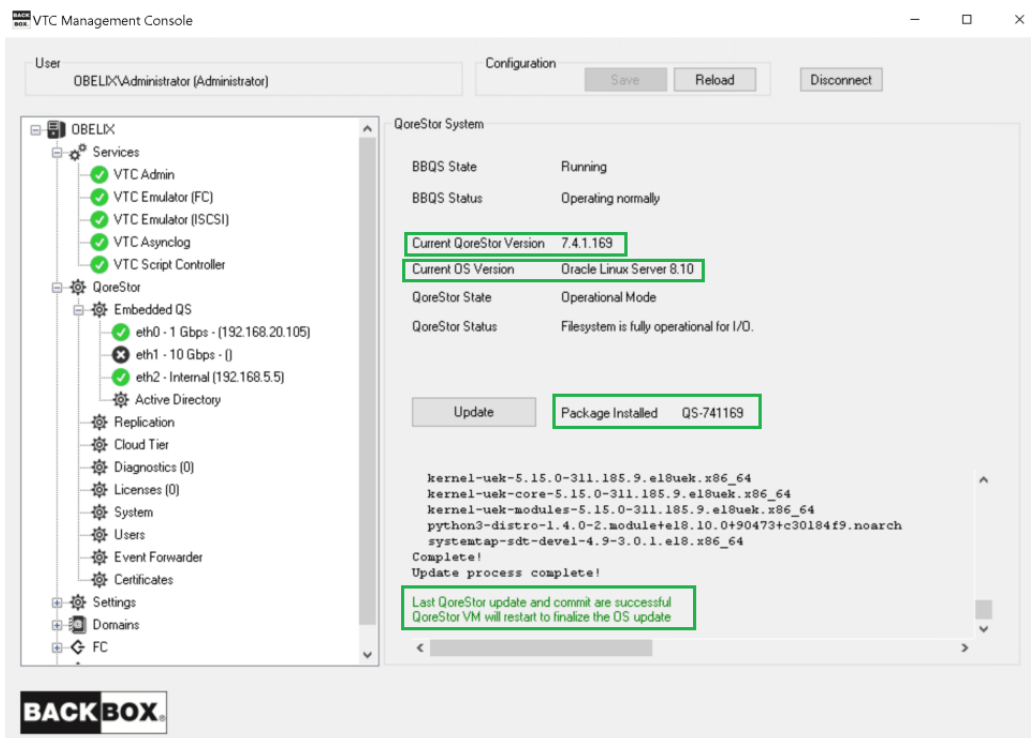 BACK BOX VTC Management Console
User
OBELIX\Administrator (Administrator)
Configuration
Save Reload Disconnect
OBELIX
Services
VTC Admin
VTC Emulator (FC)
VTC Emulator (ISCSI)
VTC Asynclog
VTC Script Controller
QoreStor
Embedded QS
eth0 - 1 Gbps - (192.168.20.105)
eth1 - 10 Gbps - ()
eth2 - Internal (192.168.5.5)
Active Directory
Replication
Cloud Tier
Diagnostics (0)
Licenses (0)
System
Users
Event Forwarder
Certificates
Settings
Domains
FC
QoreStor System
BBQS State Running
BBQS Status Operating normally
Current QoreStor Version 7.4.1.169
Current OS Version Oracle Linux Server 8.10
QoreStor State Operational Mode
QoreStor Status Filesystem is fully operational for I/O.
Update Package Installed QS-741169
kernel-uek-5.15.0-311.185.9.el8uek.x86_64
kernel-uek-core-5.15.0-311.185.9.el8uek.x86_64
kernel-uek-modules-5.15.0-311.185.9.el8uek.x86_64
python3-distro-1.4.0-2.module+el8.10.0+90473+c30184f9.noarch
systemtap-sdt-devel-4.9-3.0.1.el8.x86_64
Complete!
Update process complete!
Last QoreStor update and commit are successful
QoreStor VM will restart to finalize the OS update
BACKBOX®